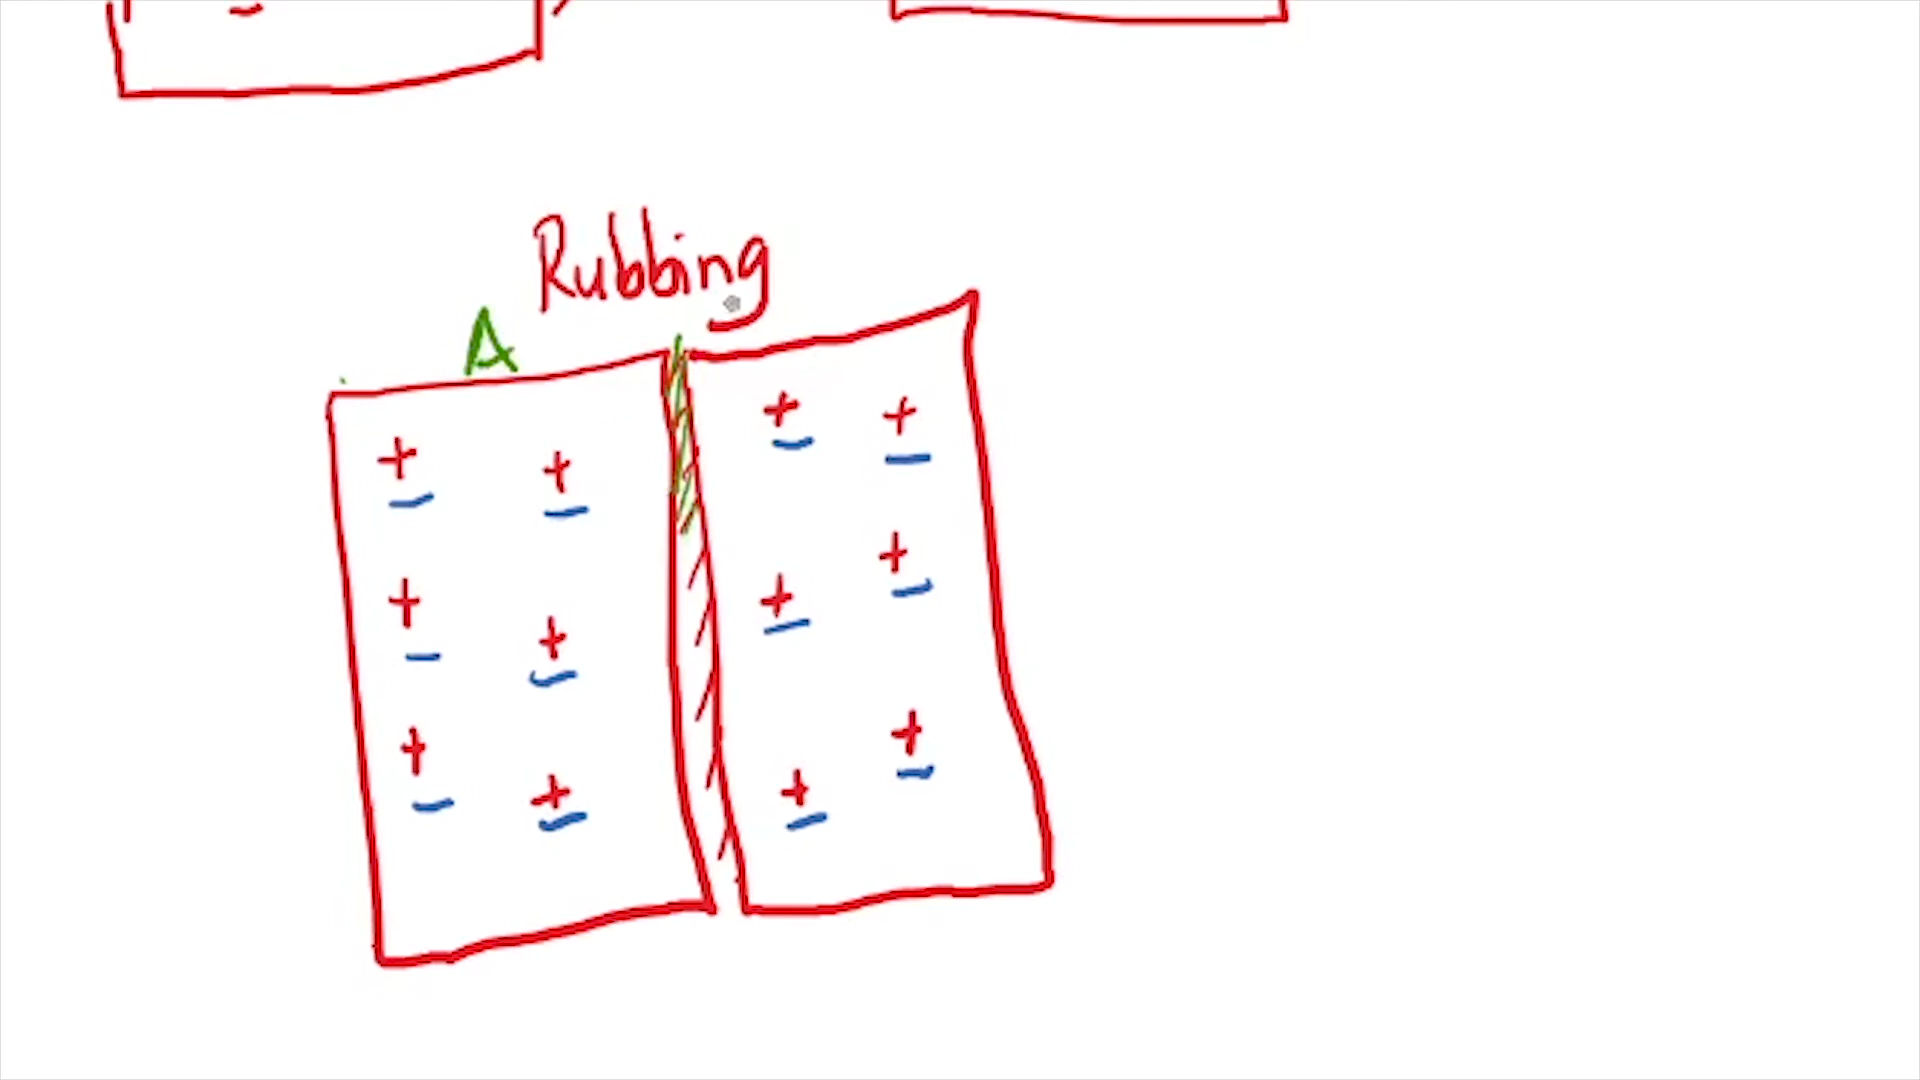 Rubbing
A
+ + + +
- - - -
+ + + +
- - - -
+ + + +
- - - -